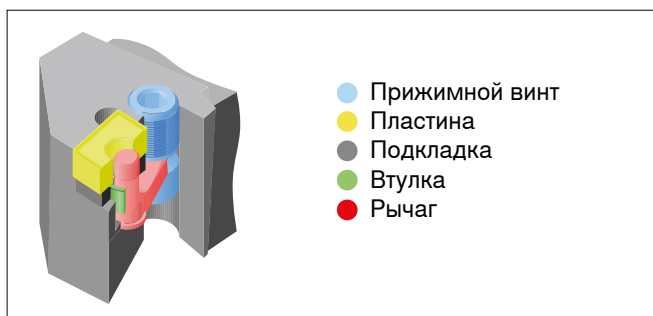 Прижимной винт
Пластина
Подкладка
Втулка
Рычаг